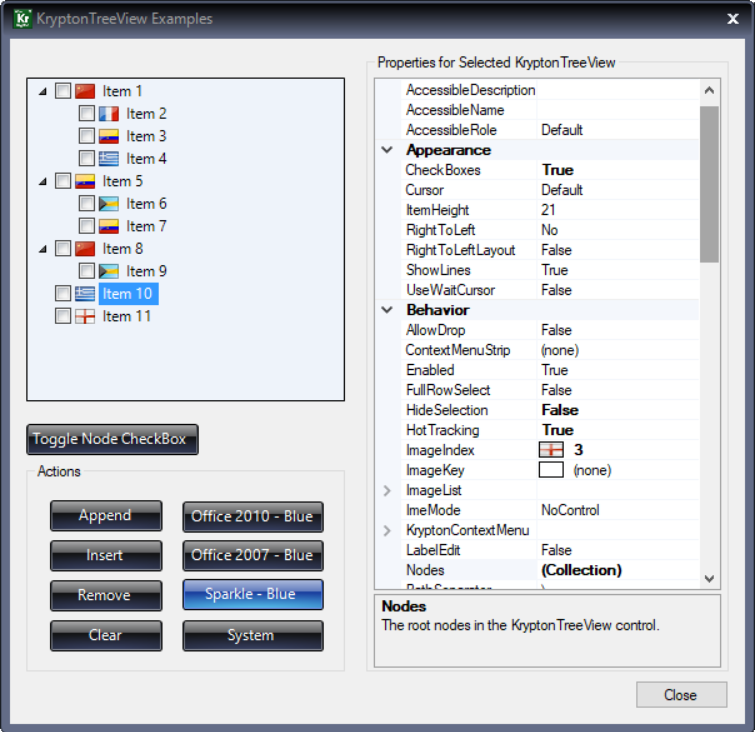 Kr KryptonTreeView Examples
Item 1
Item 2
Item 3
Item 4
Item 5
Item 6
Item 7
Item 8
Item 9
Item 10
Item 11
Toggle Node CheckBox
Actions
Append
Office 2010 - Blue
Insert
Office 2007 - Blue
Remove
Sparkle - Blue
Clear
System
Properties for Selected KryptonTreeView
AccessibleDescription
AccessibleName
AccessibleRole Default
Appearance
CheckBoxes True
Cursor Default
ItemHeight 21
RightToLeft No
RightToLeftLayout False
ShowLines True
UseWaitCursor False
Behavior
AllowDrop False
ContextMenuStrip (none)
Enabled True
FullRowSelect False
HideSelection False
HotTracking True
ImageIndex 3
ImageKey (none)
ImageList
ImeMode NoControl
KryptonContextMenu
LabelEdit False
Nodes (Collection)
PathSeparator \
Nodes
The root nodes in the KryptonTreeView control.
Close